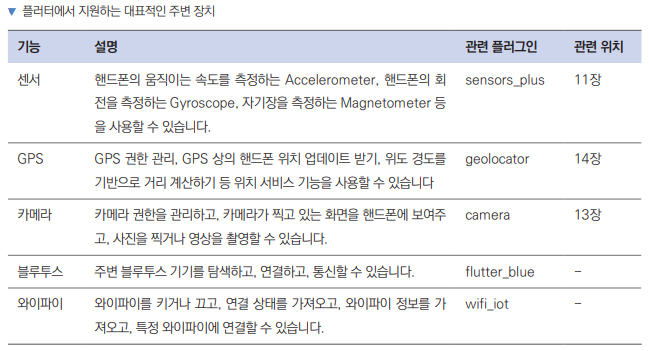 ▼ 플러터에서 지원하는 대표적인 주변 장치
기능 설명 관련 플러그인 관련 위치
센서 핸드폰의 움직이는 속도를 측정하는 Accelerometer, 핸드폰의 회 sensors_plus 11장
전을 측정하는 Gyroscope, 자기장을 측정하는 Magnetometer 등
을 사용할 수 있습니다.
GPS GPS 권한 관리, GPS 상의 핸드폰 위치 업데이트 받기, 위도 경도를 geolocator 14장
기반으로 거리 계산하기 등 위치 서비스 기능을 사용할 수 있습니다
카메라 카메라 권한을 관리하고, 카메라가 찍고 있는 화면을 핸드폰에 보여주 camera 13장
고, 사진을 찍거나 영상을 촬영할 수 있습니다.
블루투스 주변 블루투스 기기를 탐색하고, 연결하고, 통신할 수 있습니다. flutter_blue –
와이파이 와이파이를 키거나 끄고, 연결 상태를 가져오고, 와이파이 정보를 가 wifi_iot –
져오고, 특정 와이파이에 연결할 수 있습니다.